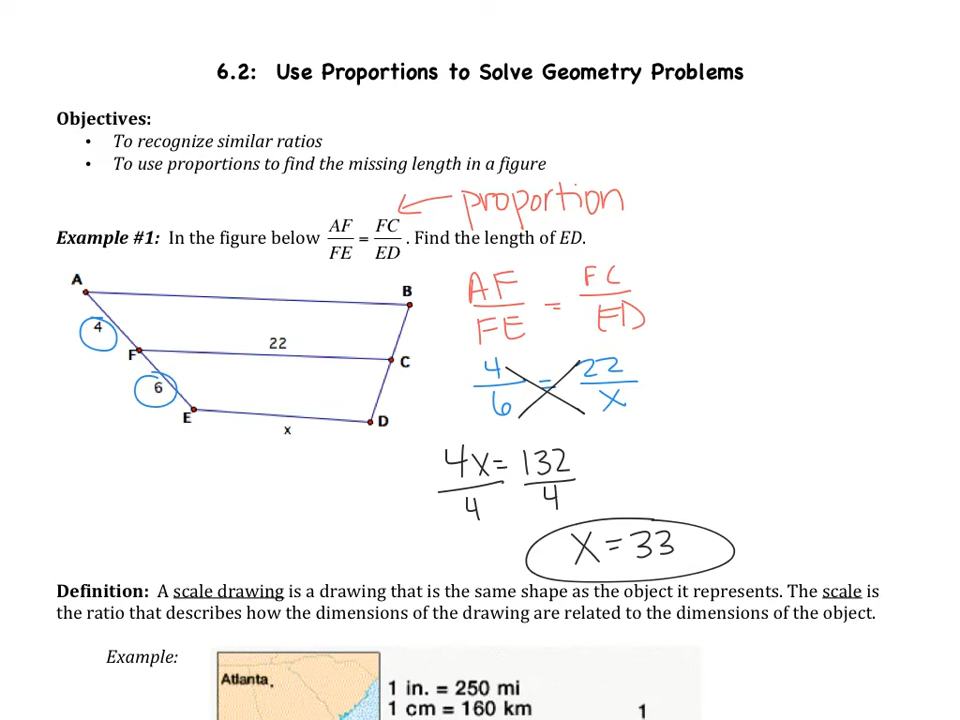 6.2: Use Proportions to Solve Geometry Problems
Objectives:
• To recognize similar ratios
• To use proportions to find the missing length in a figure
← proportion
Example #1: In the figure below AF/FE = FC/ED. Find the length of ED.
A
B
4
F
22
C
6
E
D
x
AF/FE = FC/ED
4/6 = 22/x
4x/4 = 132/4
x = 33
Definition: A scale drawing is a drawing that is the same shape as the object it represents. The scale is
the ratio that describes how the dimensions of the drawing are related to the dimensions of the object.
Example:
Atlanta
1 in. = 250 mi
1 cm = 160 km
1